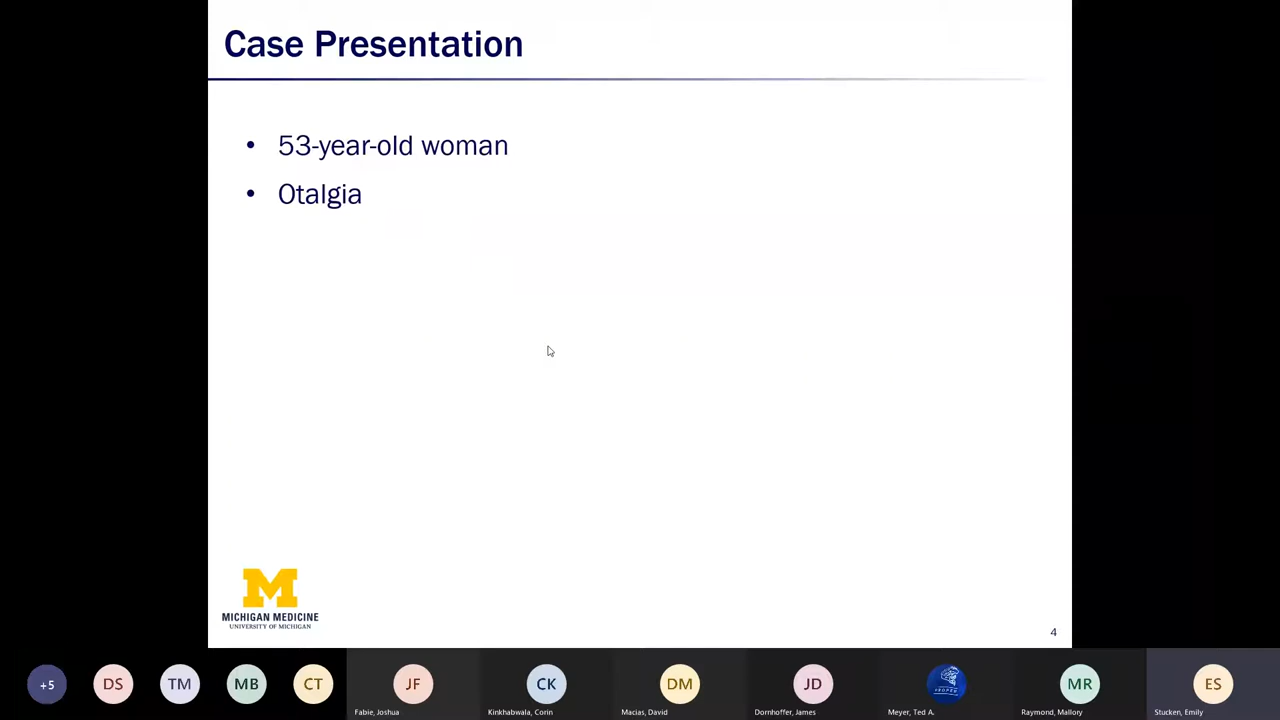 Case Presentation
• 53-year-old woman
• Otalgia
M
MICHIGAN MEDICINE
UNIVERSITY OF MICHIGAN
4
+5
DS
TM
MB
CT
JF
CK
DM
JD
MR
ES
Fabie, Joshua
Kinkhabwala, Corin
Macias, David
Dornhoffer, James
Meyer, Ted A.
Raymond, Mallory
Stucken, Emily